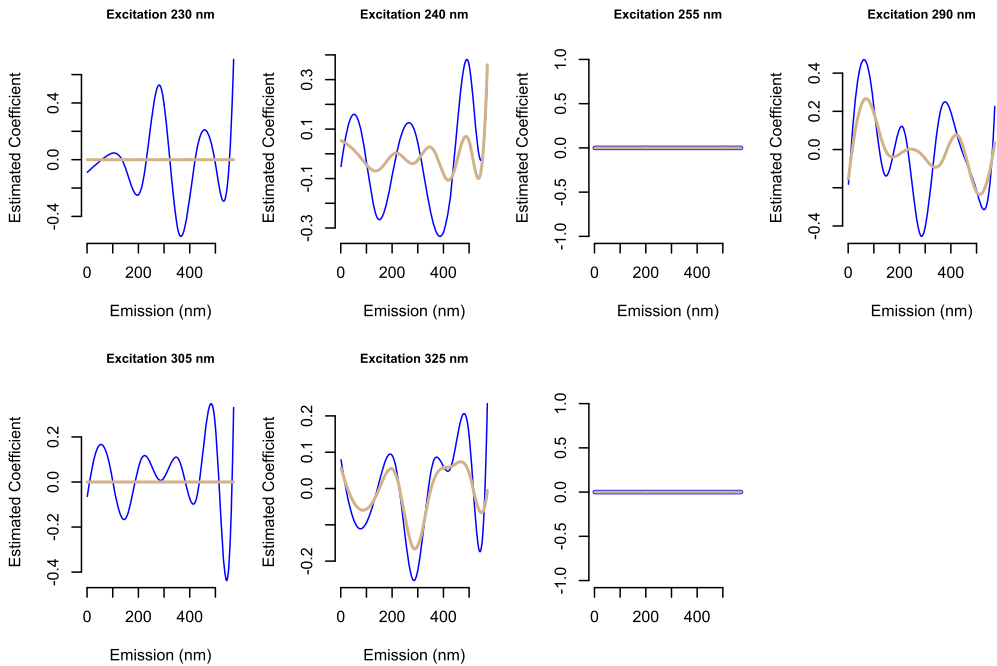 Excitation 230 nm
Estimated Coefficient
-0.4 0.0 0.4
0 200 400
Emission (nm)
Excitation 240 nm
Estimated Coefficient
-0.3 -0.1 0.1 0.3
0 200 400
Emission (nm)
Excitation 255 nm
Estimated Coefficient
-1.0 -0.5 0.0 0.5 1.0
0 200 400
Emission (nm)
Excitation 290 nm
Estimated Coefficient
-0.4 0.0 0.2 0.4
0 200 400
Emission (nm)
Excitation 305 nm
Estimated Coefficient
-0.4 -0.2 0.0 0.2
0 200 400
Emission (nm)
Excitation 325 nm
Estimated Coefficient
-0.2 0.0 0.1 0.2
0 200 400
Emission (nm)
Estimated Coefficient
-1.0 -0.5 0.0 0.5 1.0
0 200 400
Emission (nm)